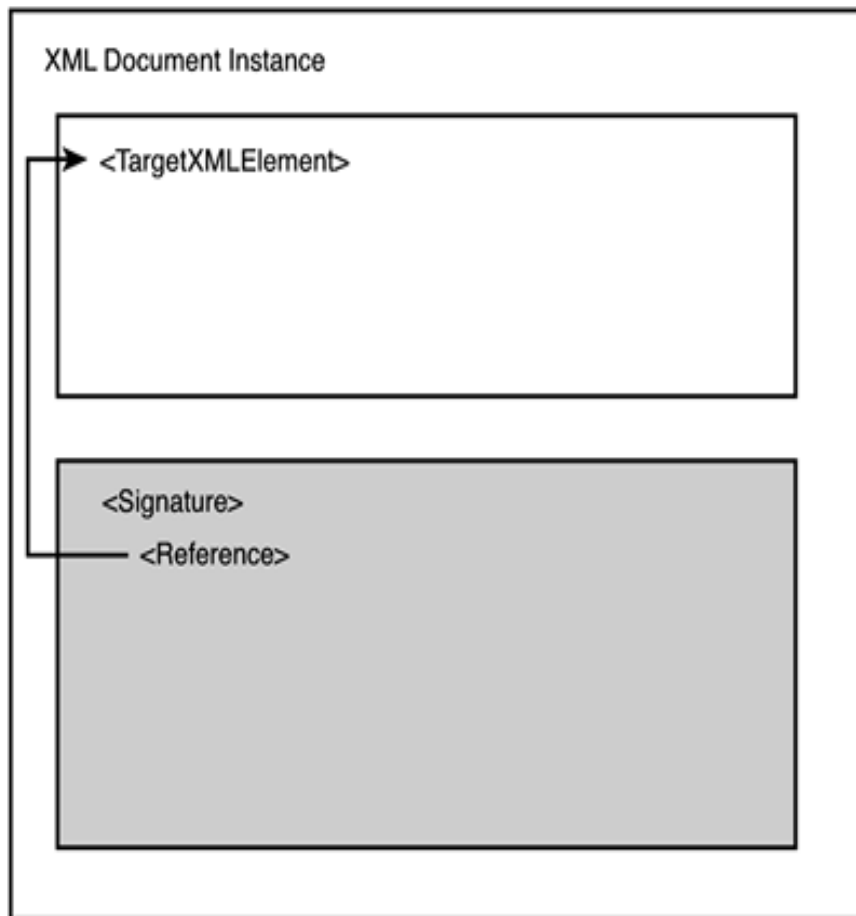 XML Document Instance
<TargetXMLElement>
<Signature>
<Reference>